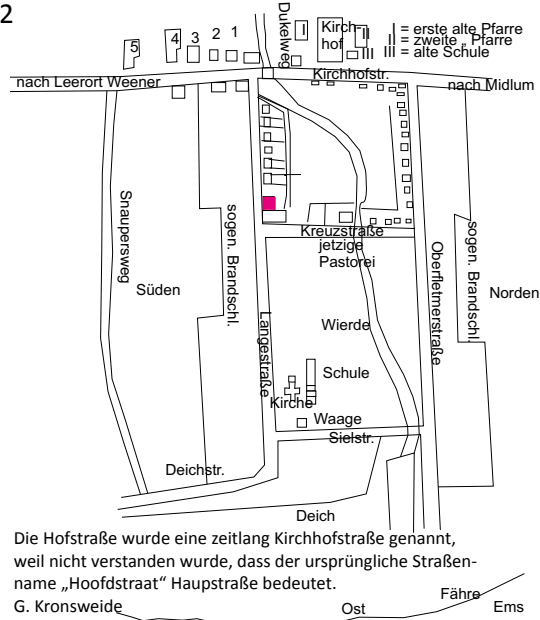 2
Dukelweg
I
Kirch-
hof
II
III
I = erste alte Pfarre
II = zweite „ Pfarre
III = alte Schule
5
4
3
2
1
Kirchhofstr.
nach Leerort Weener
nach Midlum
Snaupersweg
sogen. Brandschl.
Süden
Langestraße
Kreuzstraße
jetzige
Pastorei
Oberfletmerstraße
sogen. Brandschl.
Norden
Wierde
Schule
Kirche
Waage
Sielstr.
Deichstr.
Deich
Die Hofstraße wurde eine zeitlang Kirchhofstraße genannt,
weil nicht verstanden wurde, dass der ursprüngliche Straßen-
name „Hoofdstraat“ Haupstraße bedeutet.
G. Kronsweide
Ost
Fähre
Ems